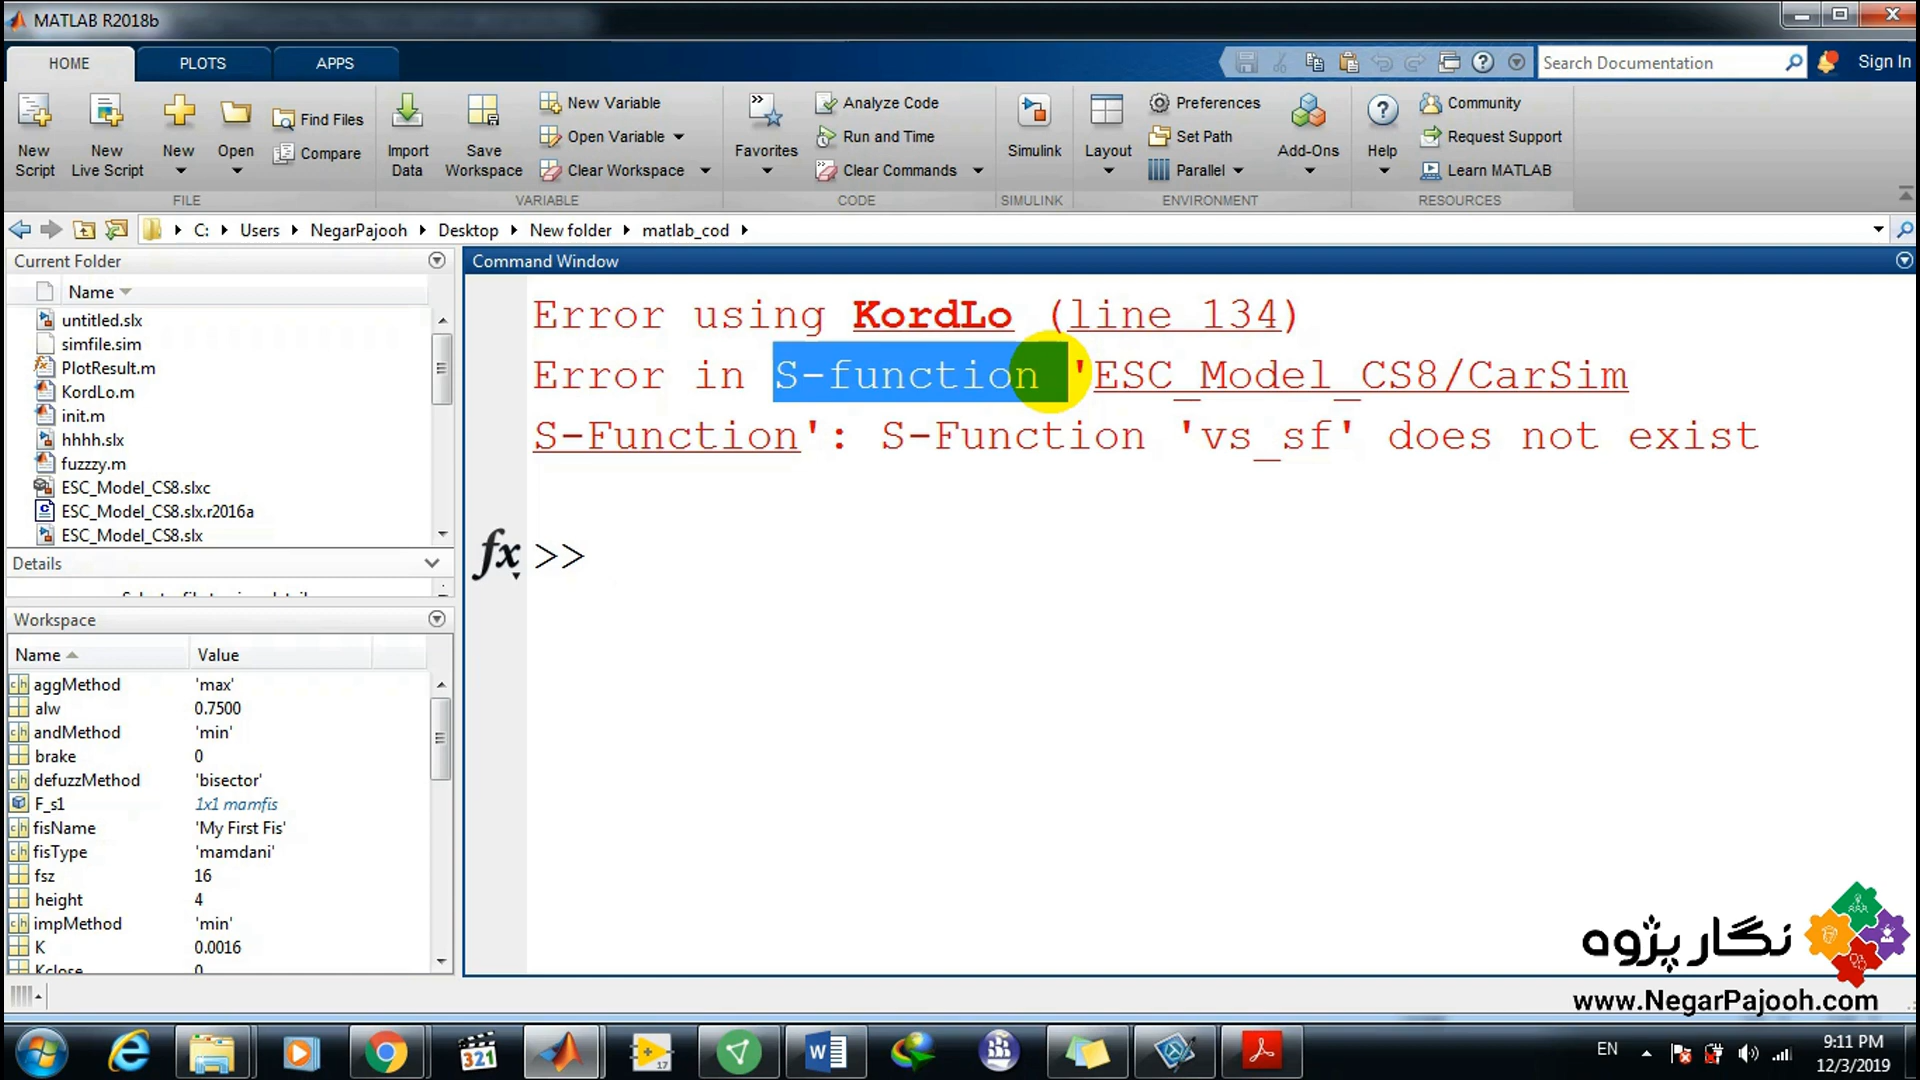 MATLAB R2018b
HOME
PLOTS
APPS
Search Documentation
Sign In
New Script
New Live Script
New
Open
Find Files
Compare
Import Data
Save Workspace
New Variable
Open Variable
Clear Workspace
Favorites
Analyze Code
Run and Time
Clear Commands
Simulink
Layout
Preferences
Set Path
Parallel
Add-Ons
Help
Community
Request Support
Learn MATLAB
FILE
VARIABLE
CODE
SIMULINK
ENVIRONMENT
RESOURCES
C: Users NegarPajooh Desktop New folder matlab_cod
Current Folder
Name
untitled.slx
simfile.sim
PlotResult.m
KordLo.m
init.m
hhhh.slx
fuzzzy.m
ESC_Model_CS8.slxc
ESC_Model_CS8.slx.r2016a
ESC_Model_CS8.slx
Details
Workspace
Name Value
aggMethod 'max'
alw 0.7500
andMethod 'min'
brake 0
defuzzMethod 'bisector'
F_s1 1x1 mamfis
fisName 'My First Fis'
fisType 'mamdani'
fsz 16
height 4
impMethod 'min'
K 0.0016
Kclose 0
Command Window
Error using KordLo (line 134)
Error in S-function 'ESC_Model_CS8/CarSim
S-Function': S-Function 'vs_sf' does not exist
fx >>
نگار پژوه
www.NegarPajooh.com
321
17
EN
9:11 PM
12/3/2019